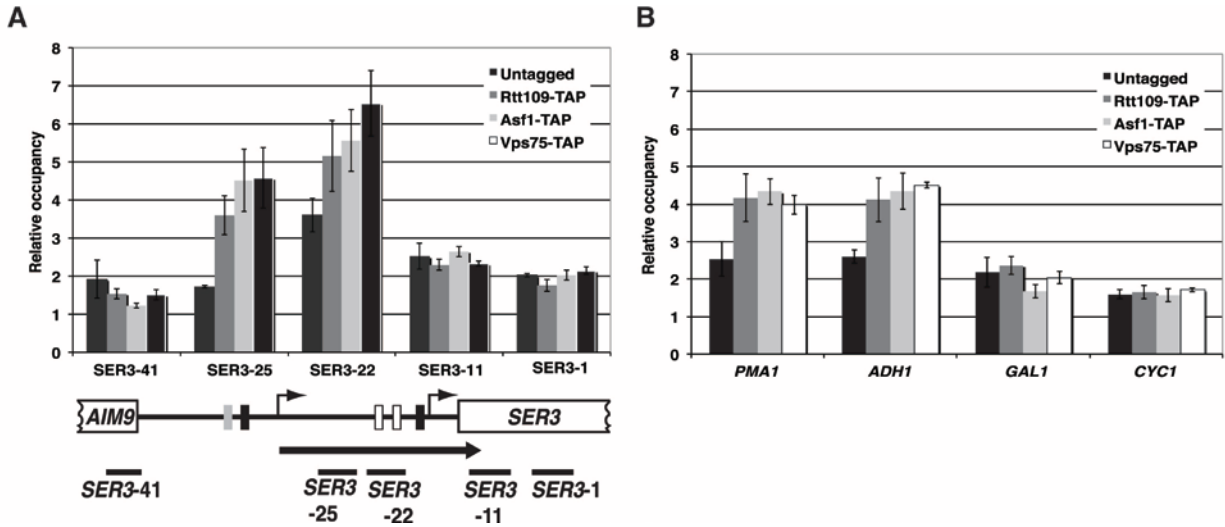 A
Relative occupancy
8
7
6
5
4
3
2
1
0
Untagged
Rtt109-TAP
Asf1-TAP
Vps75-TAP
SER3-41
SER3-25
SER3-22
SER3-11
SER3-1
AIM9
SER3
SER3-41
SER3
-25
SER3
-22
SER3
-11
SER3-1
B
Relative occupancy
8
7
6
5
4
3
2
1
0
Untagged
Rtt109-TAP
Asf1-TAP
Vps75-TAP
PMA1
ADH1
GAL1
CYC1